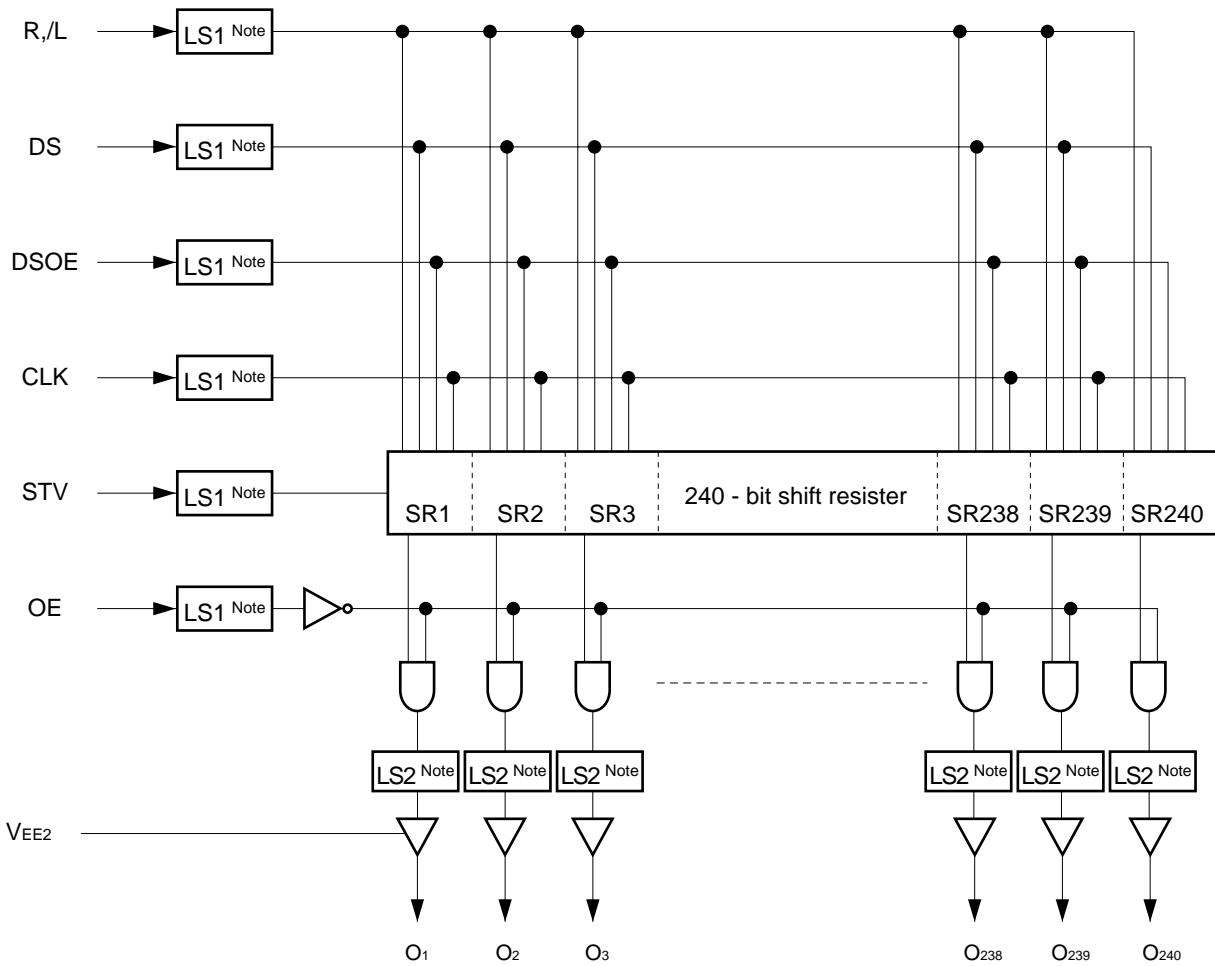 R,/L LS1 Note
DS LS1 Note
DSOE LS1 Note
CLK LS1 Note
STV LS1 Note
240 - bit shift resister
SR1 SR2 SR3 SR238 SR239 SR240
OE LS1 Note
LS2 Note LS2 Note LS2 Note LS2 Note LS2 Note LS2 Note
VEE2
O1 O2 O3 O238 O239 O240